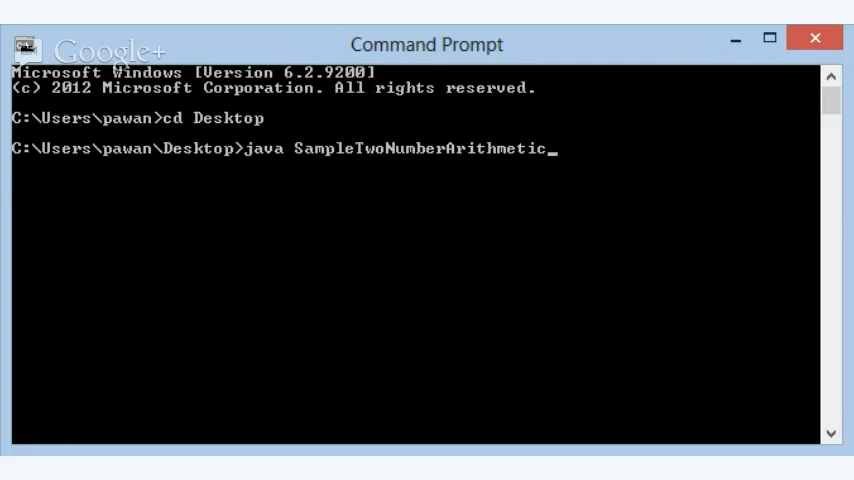 Google+
Command Prompt
Microsoft Windows [Version 6.2.9200]
(c) 2012 Microsoft Corporation. All rights reserved.
C:\Users\pawan>cd Desktop
C:\Users\pawan\Desktop>java SampleTwoNumberArithmetic_